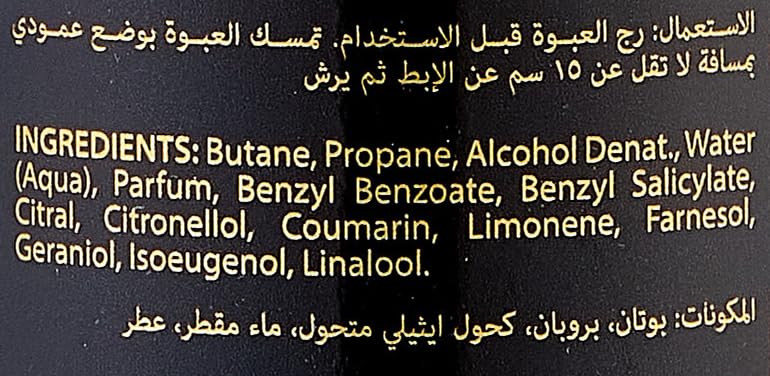 الاستعمال: رج العبوة قبل الاستخدام. تمسك العبوة بوضع عمودي
بمسافة لا تقل عن ١٥ سم عن الإبط ثم يرش
INGREDIENTS: Butane, Propane, Alcohol Denat., Water
(Aqua), Parfum, Benzyl Benzoate, Benzyl Salicylate,
Citral, Citronellol, Coumarin, Limonene, Farnesol,
Geraniol, Isoeugenol, Linalool.
المكونات: بوتان، بروبان، كحول ايثيلي متحول، ماء مقطر، عطر